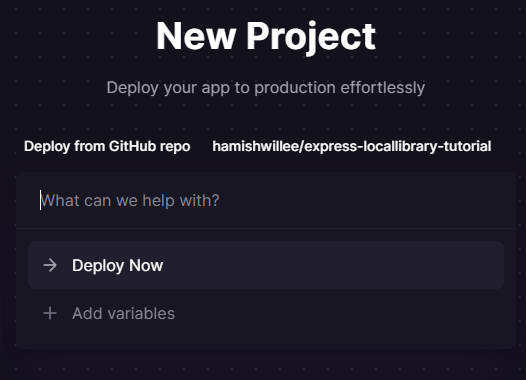 New Project
Deploy your app to production effortlessly
Deploy from GitHub repo hamishwillee/express-locallibrary-tutorial
What can we help with?
Deploy Now
Add variables